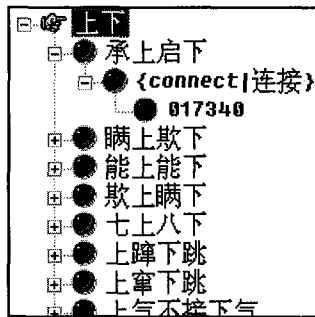 上下
承上启下
{connect|连接}
017340
瞒上欺下
能上能下
欺上瞒下
七上八下
上蹿下跳
上窜下跳
上气不接下气